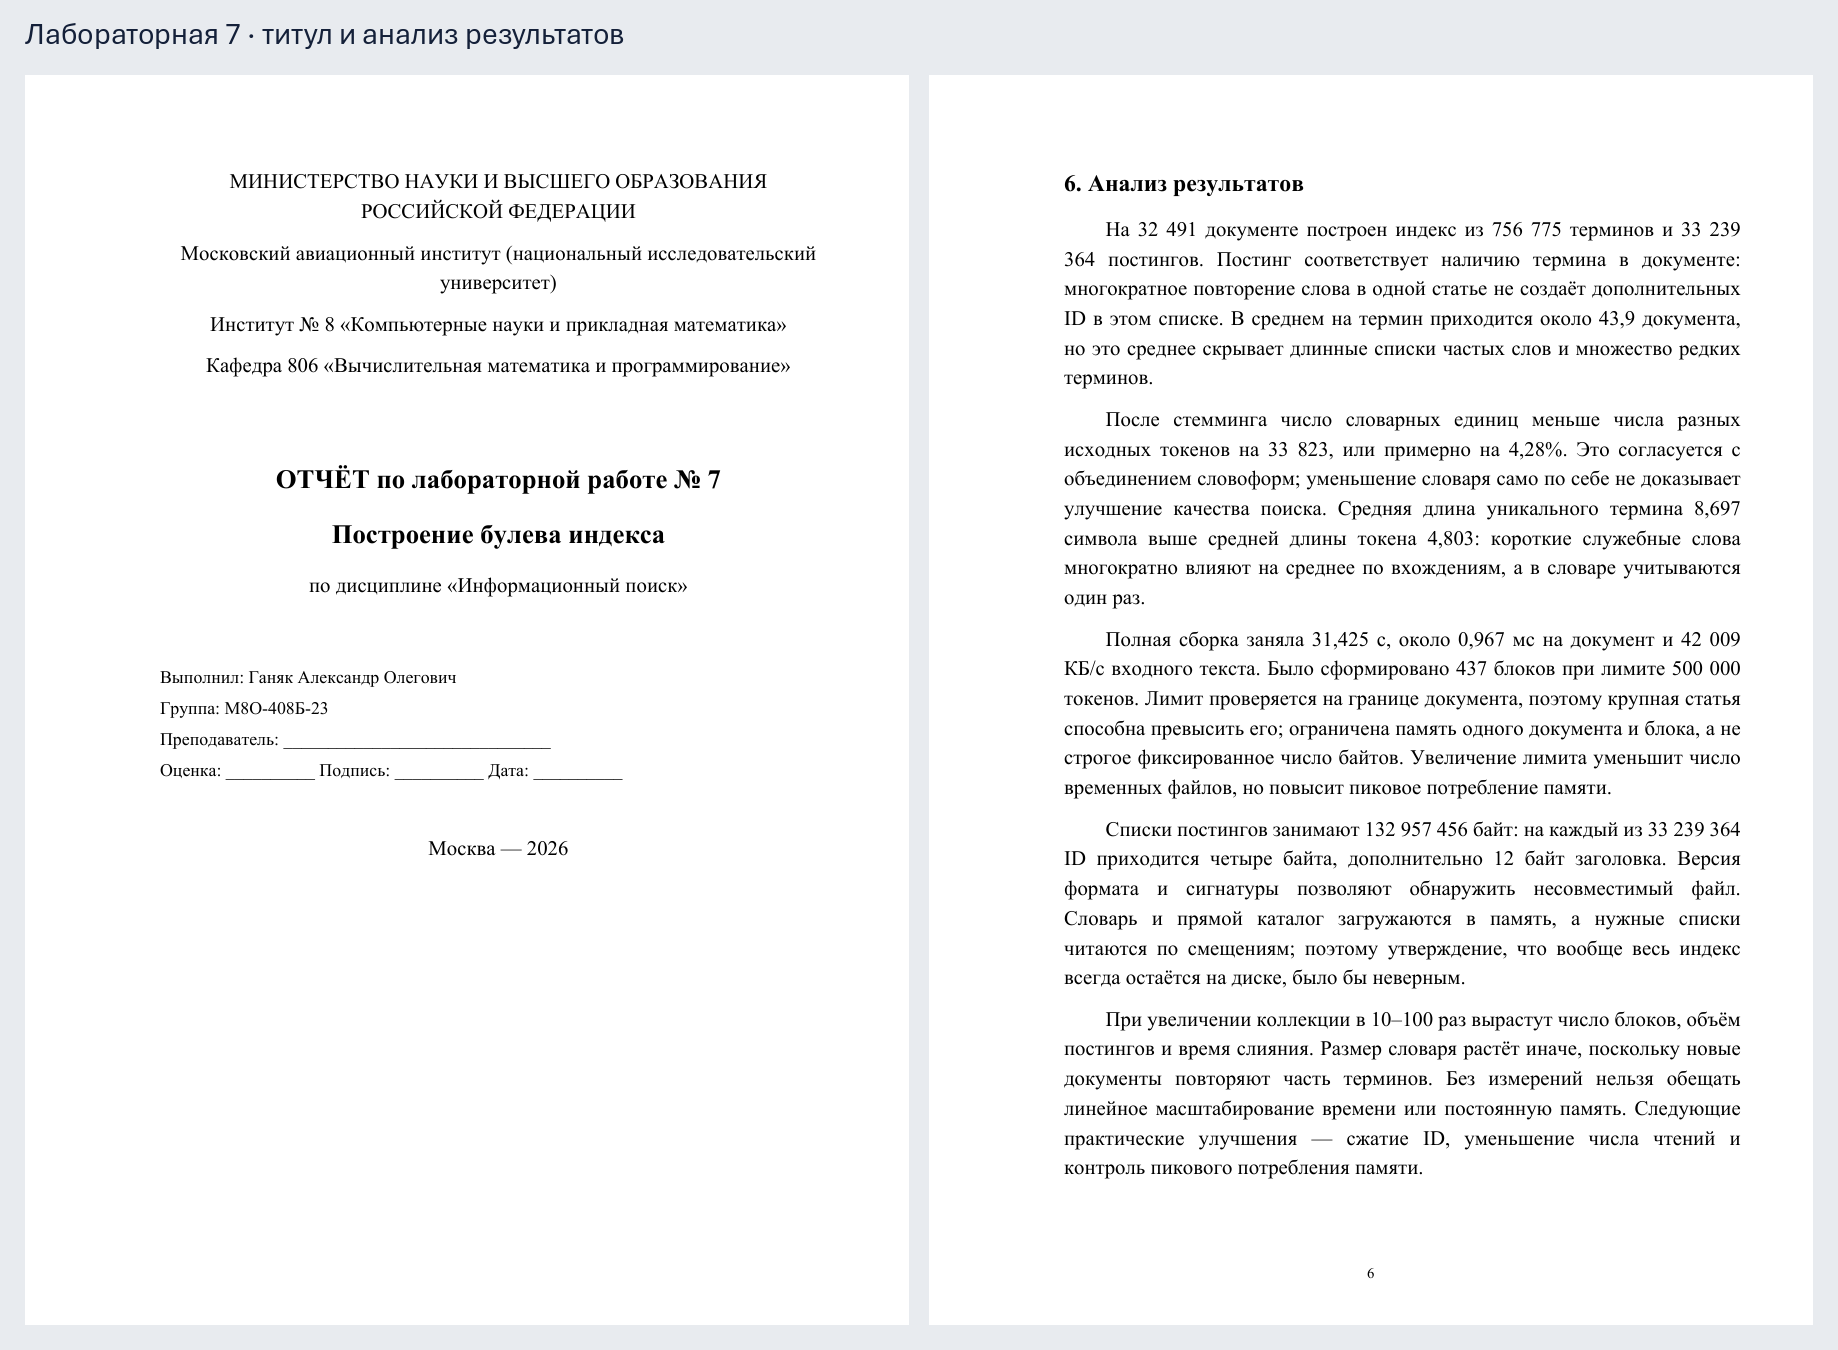 Лабораторная 7 · титул и анализ результатов
МИНИСТЕРСТВО НАУКИ И ВЫСШЕГО ОБРАЗОВАНИЯ
РОССИЙСКОЙ ФЕДЕРАЦИИ
Московский авиационный институт (национальный исследовательский
университет)
Институт № 8 «Компьютерные науки и прикладная математика»
Кафедра 806 «Вычислительная математика и программирование»
ОТЧЁТ по лабораторной работе № 7
Построение булева индекса
по дисциплине «Информационный поиск»
Выполнил: Ганяк Александр Олегович
Группа: М8О-408Б-23
Преподаватель: ______________________________
Оценка: __________ Подпись: __________ Дата: __________
Москва — 2026
6. Анализ результатов
На 32 491 документе построен индекс из 756 775 терминов и 33 239
364 постингов. Постинг соответствует наличию термина в документе:
многократное повторение слова в одной статье не создаёт дополнительных
ID в этом списке. В среднем на термин приходится около 43,9 документа,
но это среднее скрывает длинные списки частых слов и множество редких
терминов.
После стемминга число словарных единиц меньше числа разных
исходных токенов на 33 823, или примерно на 4,28%. Это согласуется с
объединением словоформ; уменьшение словаря само по себе не доказывает
улучшение качества поиска. Средняя длина уникального термина 8,697
символа выше средней длины токена 4,803: короткие служебные слова
многократно влияют на среднее по вхождениям, а в словаре учитываются
один раз.
Полная сборка заняла 31,425 с, около 0,967 мс на документ и 42 009
КБ/с входного текста. Было сформировано 437 блоков при лимите 500 000
токенов. Лимит проверяется на границе документа, поэтому крупная статья
способна превысить его; ограничена память одного документа и блока, а не
строгое фиксированное число байтов. Увеличение лимита уменьшит число
временных файлов, но повысит пиковое потребление памяти.
Списки постингов занимают 132 957 456 байт: на каждый из 33 239 364
ID приходится четыре байта, дополнительно 12 байт заголовка. Версия
формата и сигнатуры позволяют обнаружить несовместимый файл.
Словарь и прямой каталог загружаются в память, а нужные списки
читаются по смещениям; поэтому утверждение, что вообще весь индекс
всегда остаётся на диске, было бы неверным.
При увеличении коллекции в 10–100 раз вырастут число блоков, объём
постингов и время слияния. Размер словаря растёт иначе, поскольку новые
документы повторяют часть терминов. Без измерений нельзя обещать
линейное масштабирование времени или постоянную память. Следующие
практические улучшения — сжатие ID, уменьшение числа чтений и
контроль пикового потребления памяти.
6